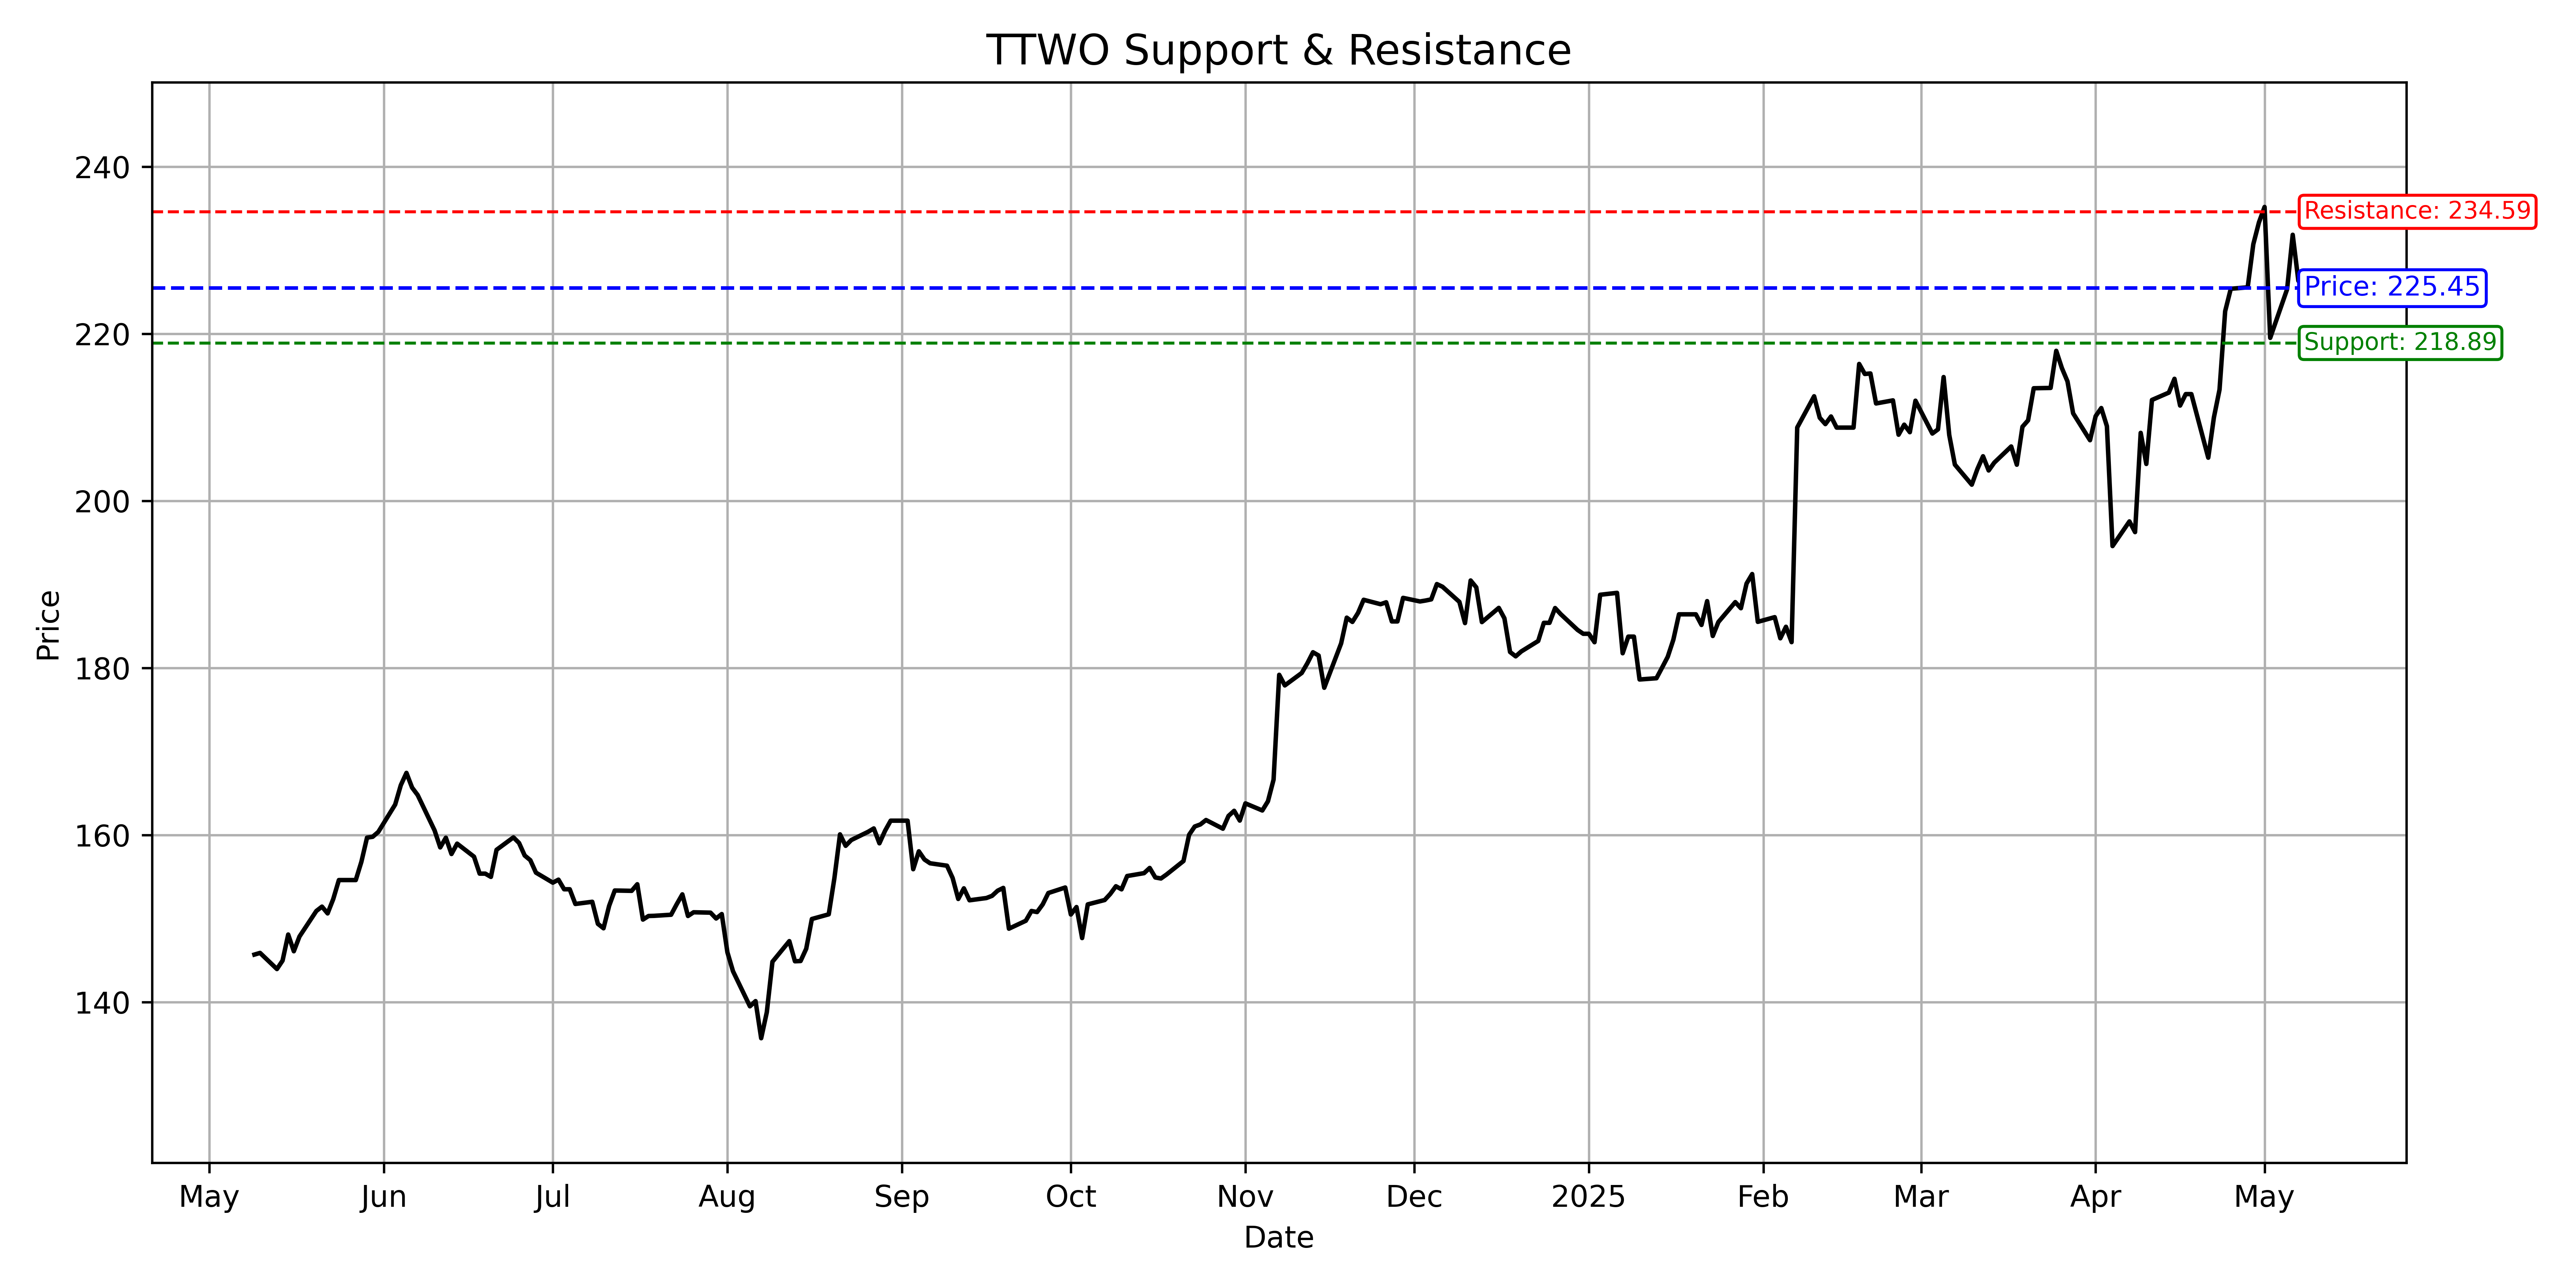 TTWO Support & Resistance
240
220
200
180
160
140
Price
Resistance: 234.59
Price: 225.45
Support: 218.89
May Jun Jul Aug Sep Oct Nov Dec 2025 Feb Mar Apr May
Date